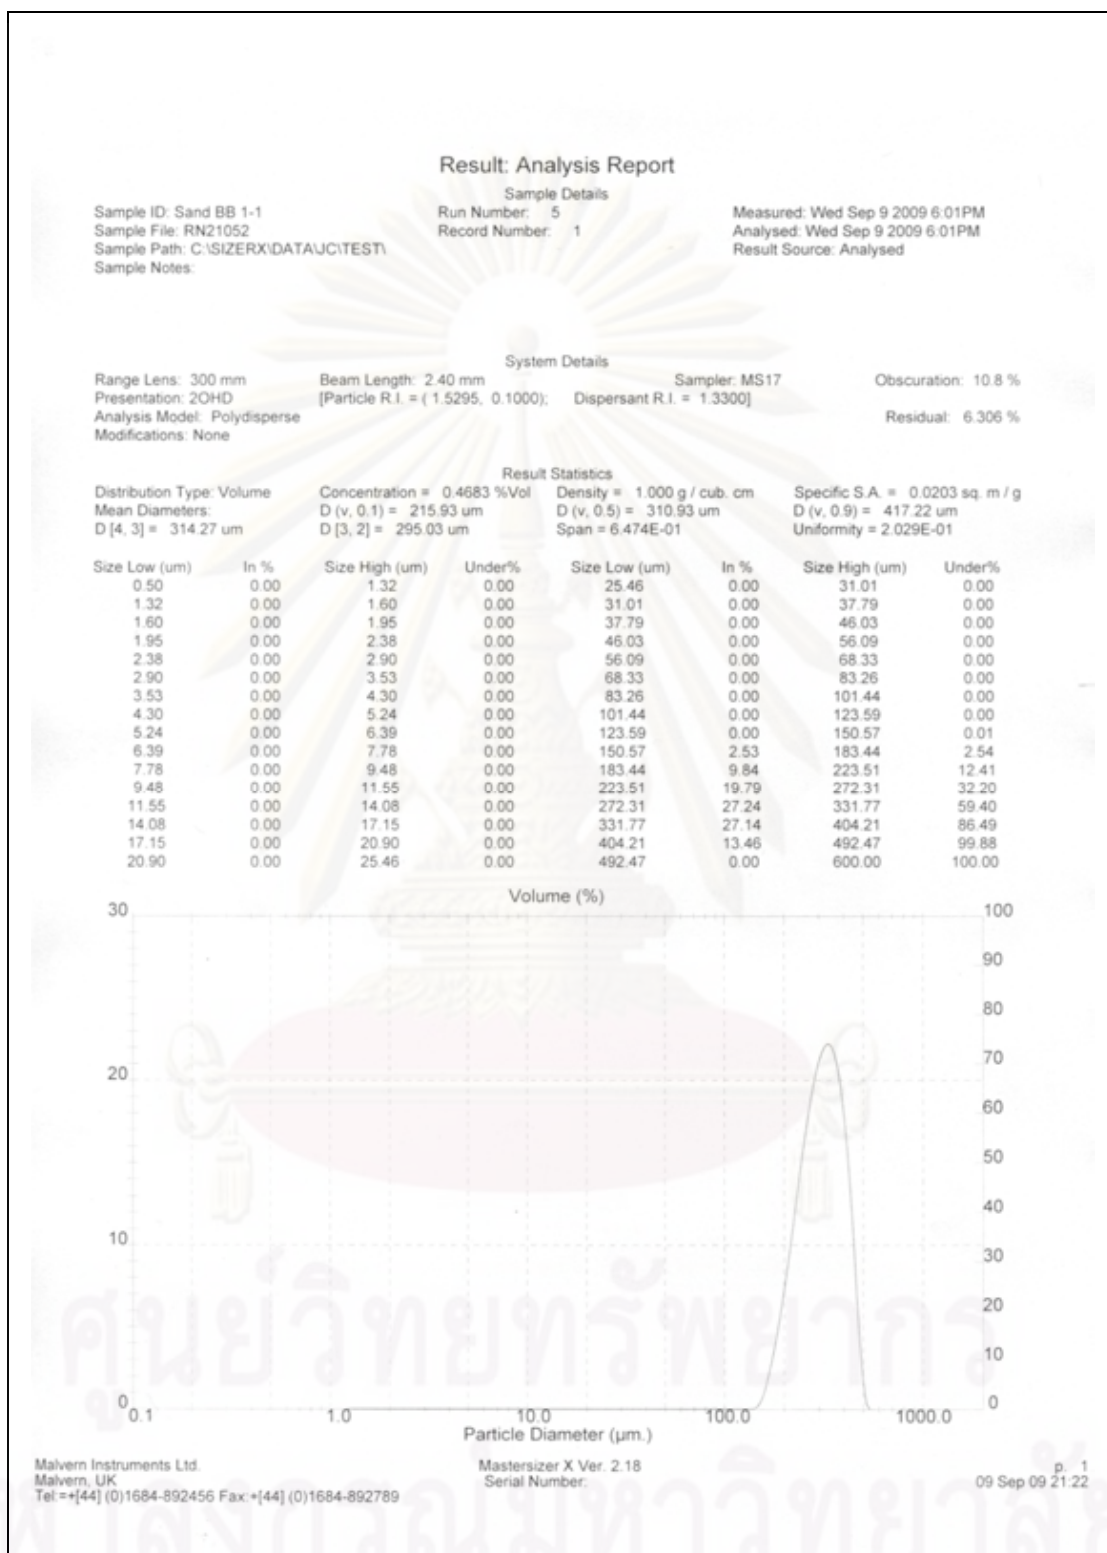 Result: Analysis Report
Sample Details
Sample ID: Sand BB 1-1 Run Number: 5 Measured: Wed Sep 9 2009 6:01PM
Sample File: RN21052 Record Number: 1 Analysed: Wed Sep 9 2009 6:01PM
Sample Path: C:\SIZERX\DATA\JC\TEST\ Result Source: Analysed
Sample Notes:
System Details
Range Lens: 300 mm Beam Length: 2.40 mm Sampler: MS17 Obscuration: 10.8 %
Presentation: 2OHD [Particle R.I. = ( 1.5295, 0.1000); Dispersant R.I. = 1.3300]
Analysis Model: Polydisperse Residual: 6.306 %
Modifications: None
Result Statistics
Distribution Type: Volume Concentration = 0.4683 %Vol Density = 1.000 g / cub. cm Specific S.A. = 0.0203 sq. m / g
Mean Diameters: D (v, 0.1) = 215.93 um D (v, 0.5) = 310.93 um D (v, 0.9) = 417.22 um
D [4, 3] = 314.27 um D [3, 2] = 295.03 um Span = 6.474E-01 Uniformity = 2.029E-01
Size Low (um) In % Size High (um) Under% Size Low (um) In % Size High (um) Under%
0.50 0.00 1.32 0.00 25.46 0.00 31.01 0.00
1.32 0.00 1.60 0.00 31.01 0.00 37.79 0.00
1.60 0.00 1.95 0.00 37.79 0.00 46.03 0.00
1.95 0.00 2.38 0.00 46.03 0.00 56.09 0.00
2.38 0.00 2.90 0.00 56.09 0.00 68.33 0.00
2.90 0.00 3.53 0.00 68.33 0.00 83.26 0.00
3.53 0.00 4.30 0.00 83.26 0.00 101.44 0.00
4.30 0.00 5.24 0.00 101.44 0.00 123.59 0.00
5.24 0.00 6.39 0.00 123.59 0.00 150.57 0.01
6.39 0.00 7.78 0.00 150.57 2.53 183.44 2.54
7.78 0.00 9.48 0.00 183.44 9.84 223.51 12.41
9.48 0.00 11.55 0.00 223.51 19.79 272.31 32.20
11.55 0.00 14.08 0.00 272.31 27.24 331.77 59.40
14.08 0.00 17.15 0.00 331.77 27.14 404.21 86.49
17.15 0.00 20.90 0.00 404.21 13.46 492.47 99.88
20.90 0.00 25.46 0.00 492.47 0.00 600.00 100.00
Volume (%)
30 100
90
80
70
20
60
50
40
10
30
20
10
0 0
0.1 1.0 10.0 100.0 1000.0
Particle Diameter (µm.)
ศูนย์วิทยทรัพยากร
Malvern Instruments Ltd. Mastersizer X Ver. 2.18 p. 1
Malvern, UK Serial Number: 09 Sep 09 21:22
Tel:=+[44] (0)1684-892456 Fax:+[44] (0)1684-892789